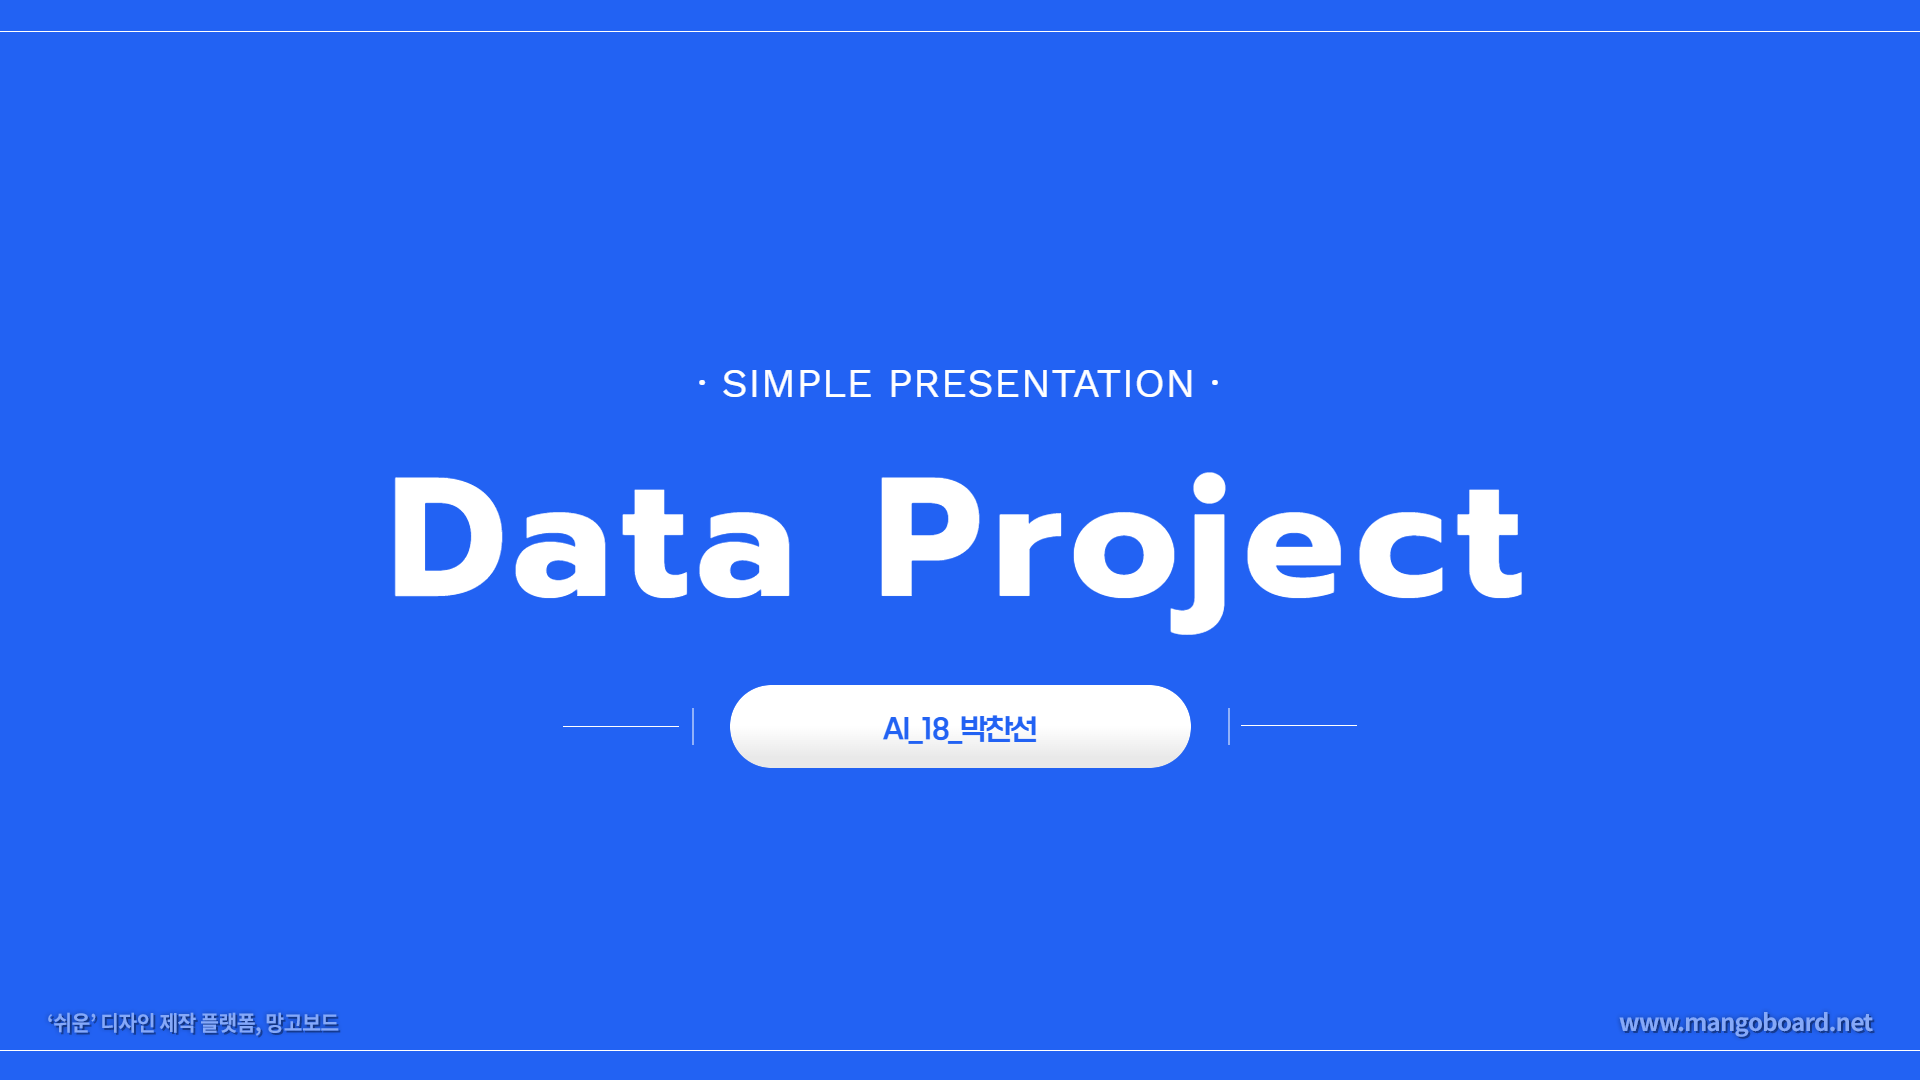 · SIMPLE PRESENTATION ·
Data Project
AI_18_박찬선
‘쉬운’ 디자인 제작 플랫폼, 망고보드
www.mangoboard.net